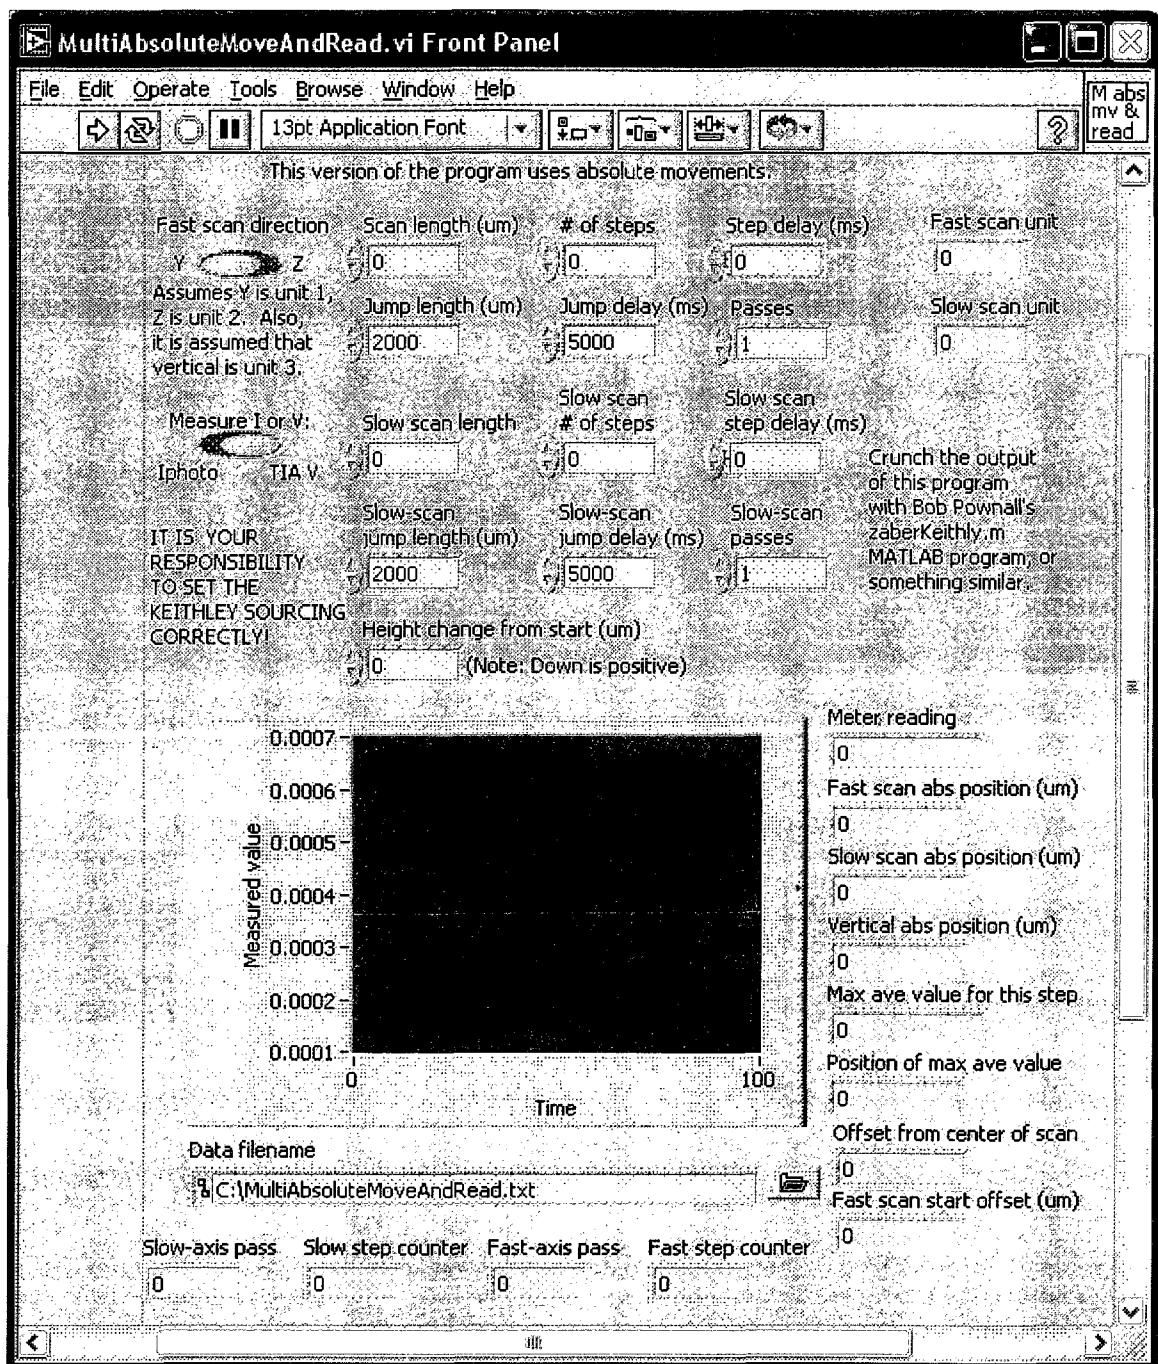 MultiAbsoluteMoveAndRead.vi Front Panel
File Edit Operate Tools Browse Window Help
M abs
mv &
read
13pt Application Font
?
This version of the program uses absolute movements.
Fast scan direction
Y Z
Assumes Y is unit 1,
Z is unit 2. Also,
it is assumed that
vertical is unit 3.
Scan length (um)
0
# of steps
0
Step delay (ms)
0
Fast scan unit
0
Jump length (um)
2000
Jump delay (ms)
5000
Passes
1
Slow scan unit
0
Measure I or V:
Iphoto TIA V
Slow scan length
0
Slow scan
# of steps
0
Slow scan
step delay (ms)
0
Crunch the output
of this program
with Bob Pownall's
zaberKeithly.m
MATLAB program, or
something similar.
IT IS YOUR
RESPONSIBILITY
TO SET THE
KEITHLEY SOURCING
CORRECTLY!
Slow-scan
jump length (um)
2000
Slow-scan
jump delay (ms)
5000
Slow-scan
passes
1
Height change from start (um)
0 (Note: Down is positive)
Measured value
0.0007
0.0006
0.0005
0.0004
0.0003
0.0002
0.0001
0 100
Time
Meter reading
0
Fast scan abs position (um)
0
Slow scan abs position (um)
0
Vertical abs position (um)
0
Max ave value for this step
0
Position of max ave value
0
Offset from center of scan
0
Fast scan start offset (um)
0
Data filename
C:\MultiAbsoluteMoveAndRead.txt
Slow-axis pass
0
Slow step counter
0
Fast-axis pass
0
Fast step counter
0